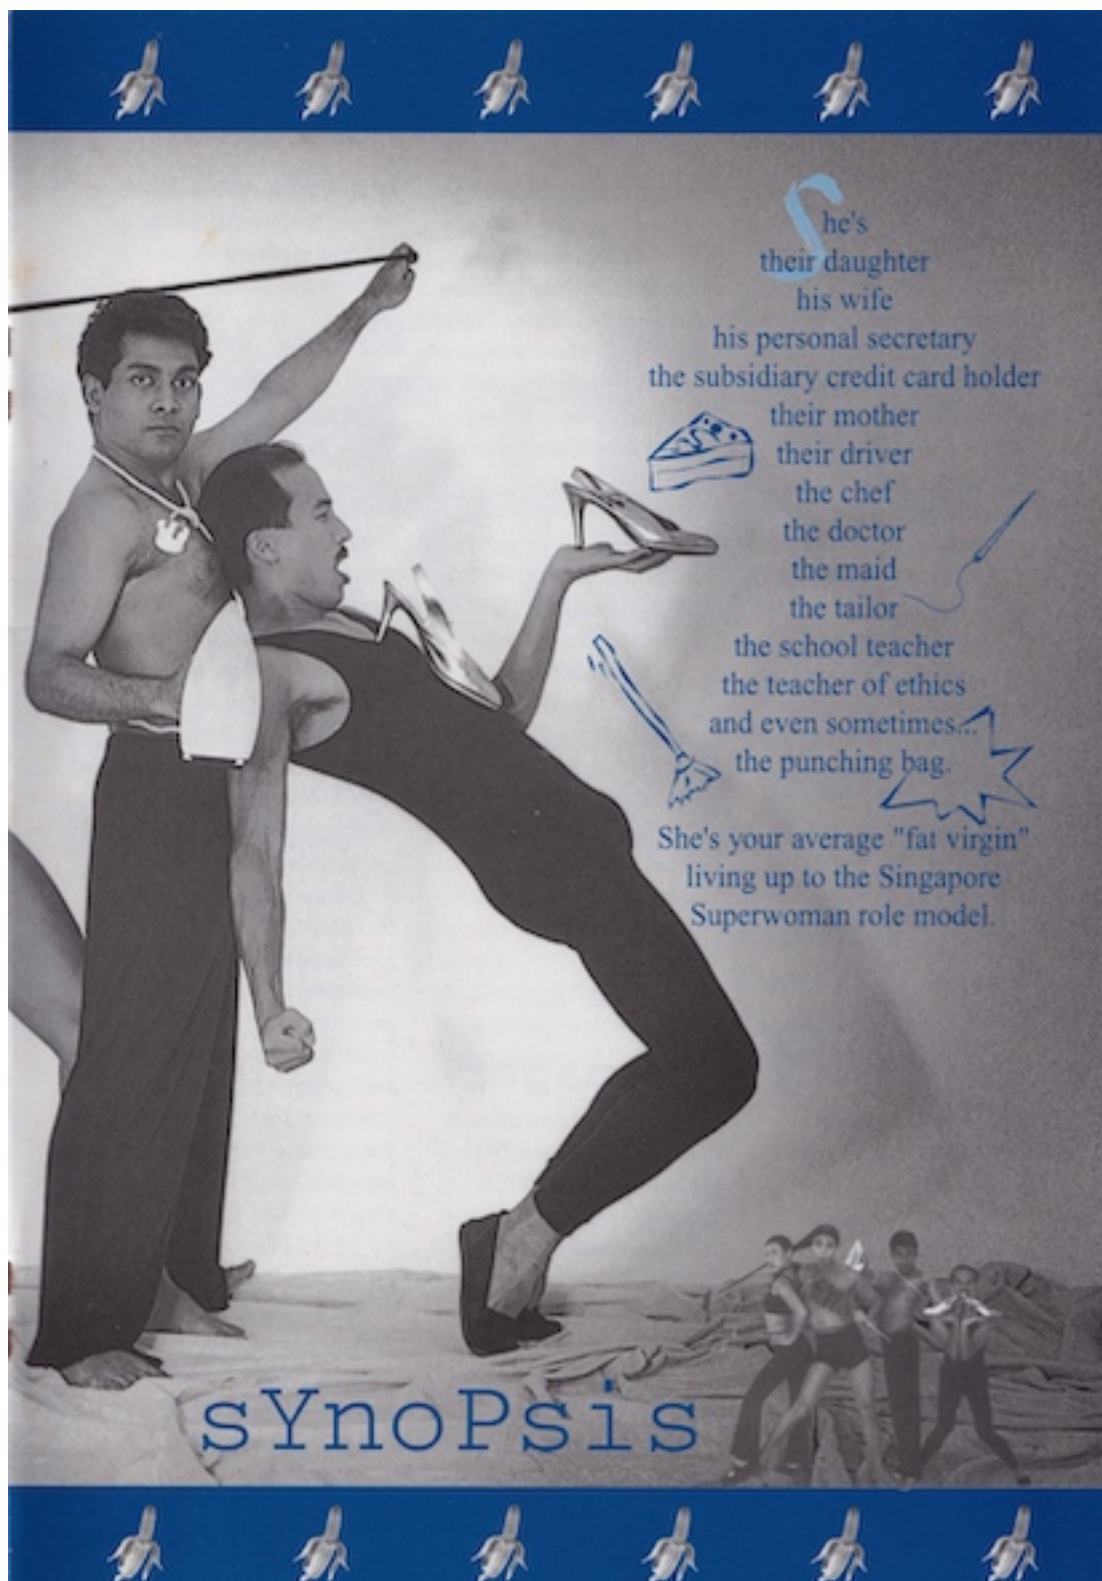 She's
their daughter
his wife
his personal secretary
the subsidiary credit card holder
their mother
their driver
the chef
the doctor
the maid
the tailor
the school teacher
the teacher of ethics
and even sometimes...
the punching bag.
She's your average "fat virgin"
living up to the Singapore
Superwoman role model.
sYnoPsis